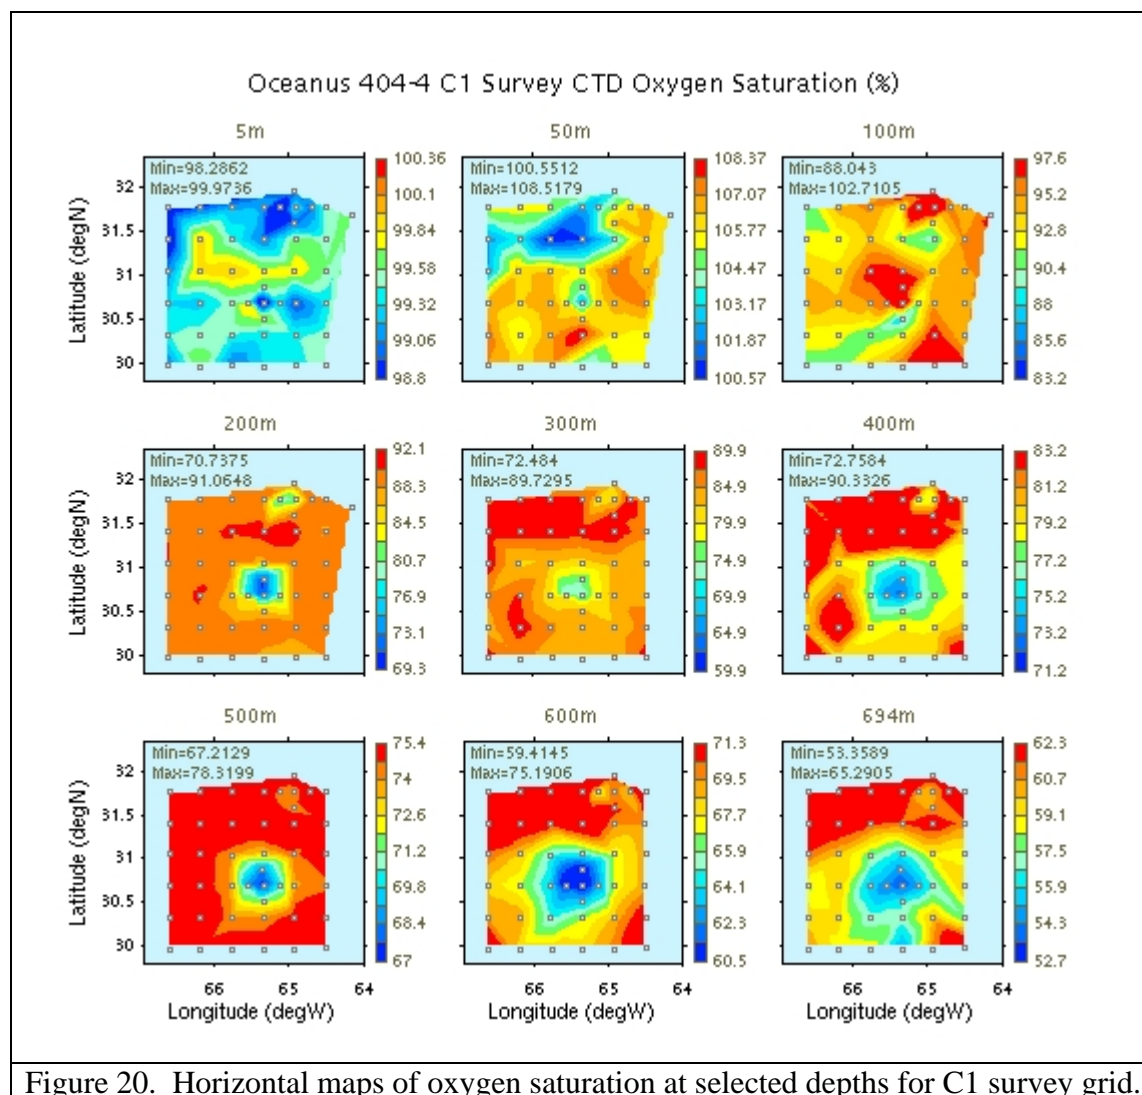 Oceanus 404-4 C1 Survey CTD Oxygen Saturation (%)
5m
50m
100m
Min=98.2862
Max=99.9736
Min=100.5512
Max=108.5179
Min=88.043
Max=102.7105
Latitude (degN)
32
31.5
31
30.5
30
100.36
100.1
99.84
99.58
99.32
99.06
98.8
108.37
107.07
105.77
104.47
103.17
101.87
100.57
97.6
95.2
92.8
90.4
88
85.6
83.2
200m
300m
400m
Min=70.7375
Max=91.0648
Min=72.484
Max=89.7295
Min=72.7584
Max=90.3326
Latitude (degN)
32
31.5
31
30.5
30
92.1
88.3
84.5
80.7
76.9
73.1
69.3
89.9
84.9
79.9
74.9
69.9
64.9
59.9
83.2
81.2
79.2
77.2
75.2
73.2
71.2
500m
600m
694m
Min=67.2129
Max=78.3199
Min=59.4145
Max=75.1906
Min=53.3589
Max=65.2905
Latitude (degN)
32
31.5
31
30.5
30
75.4
74
72.6
71.2
69.8
68.4
67
71.3
69.5
67.7
65.9
64.1
62.3
60.5
62.3
60.7
59.1
57.5
55.9
54.3
52.7
66 65 64
66 65 64
66 65 64
Longitude (degW)
Longitude (degW)
Longitude (degW)
Figure 20. Horizontal maps of oxygen saturation at selected depths for C1 survey grid.